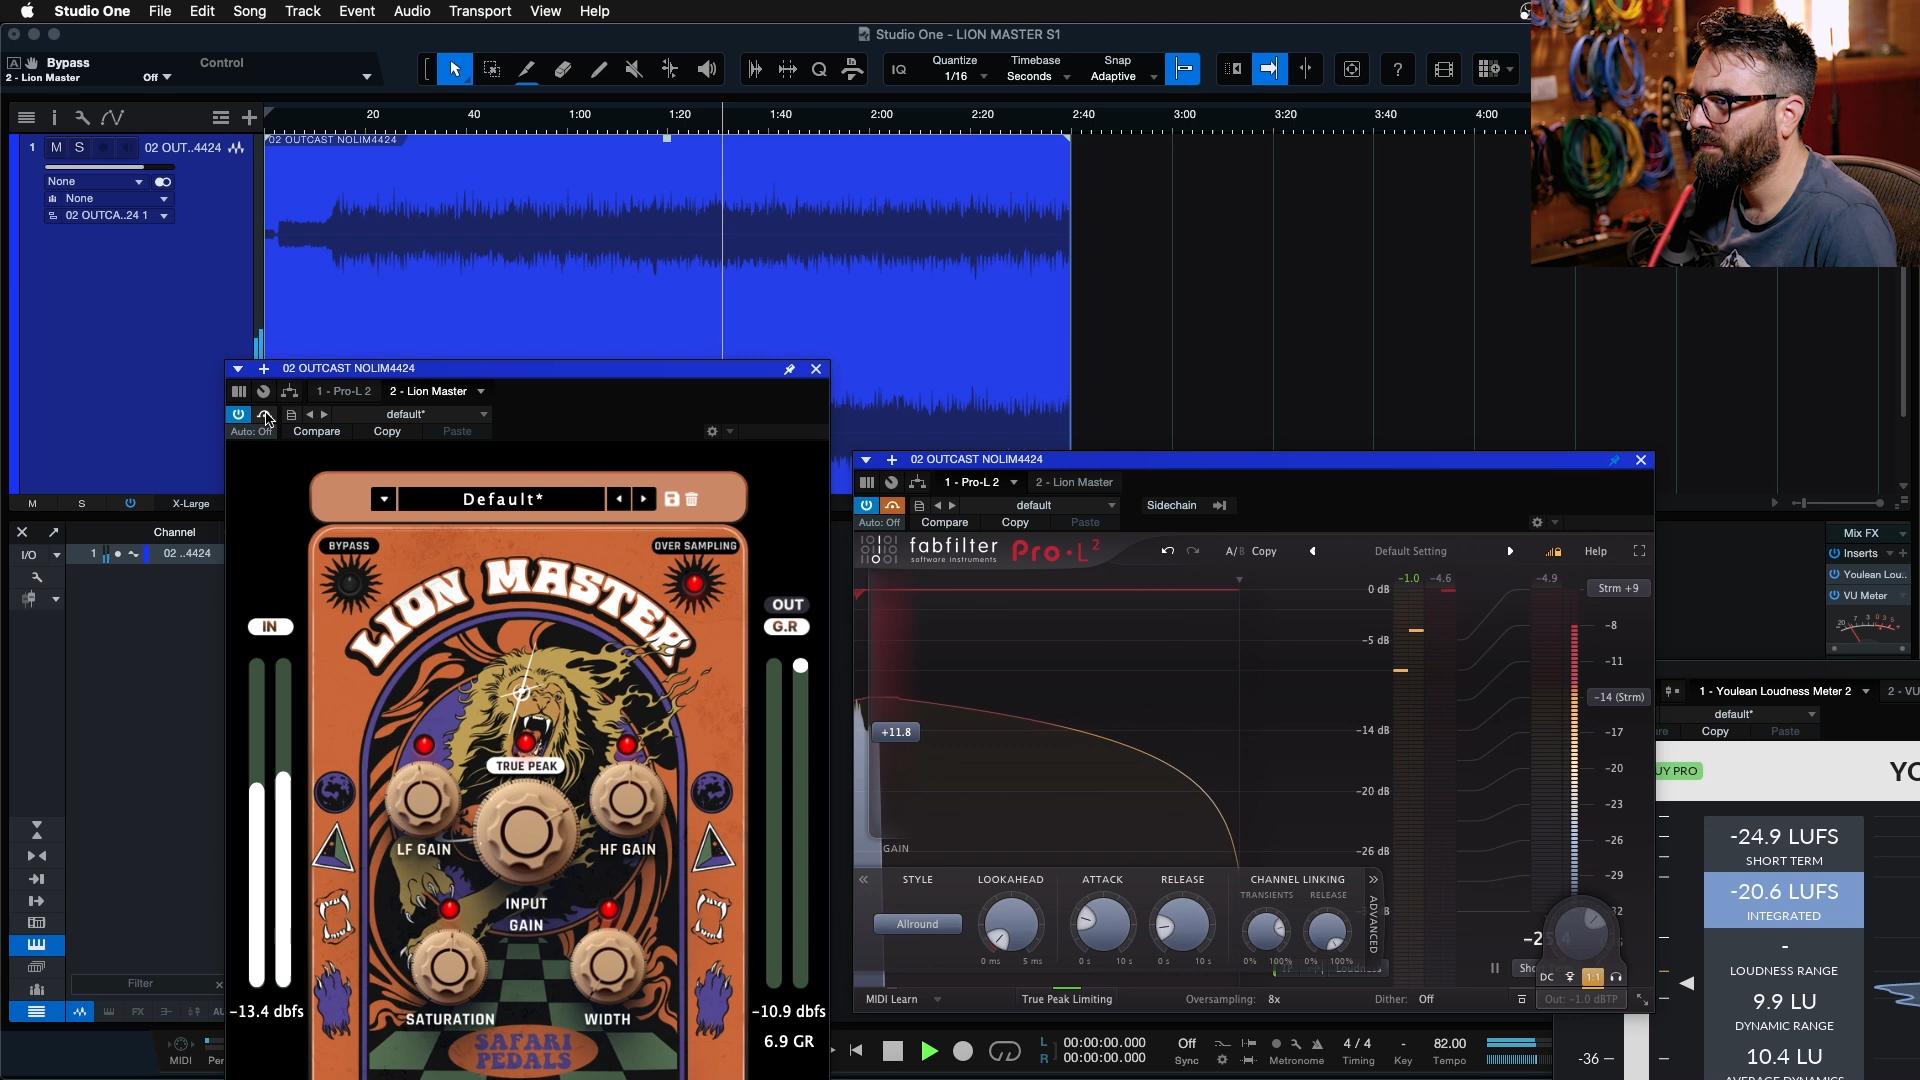 Studio One File Edit Song Track Event Audio Transport View Help
Studio One - LION MASTER S1
Bypass Control
2 - Lion Master Off
IQ Quantize 1/16 Timebase Seconds Snap Adaptive ?
20 40 1:00 1:20 1:40 2:00 2:20 2:40 3:00 3:20 3:40 4:00
1 M S 02 OUT..4424
02 OUTCAST NOLIM4424
None
None
02 OUTCA..24 1
M S X-Large
Channel
I/O 1 02 ..4424
Filter
MIDI
02 OUTCAST NOLIM4424
1 - Pro-L 2 2 - Lion Master
default*
Auto: Off Compare Copy Paste
Default*
BYPASS OVER SAMPLING
LION MASTER
IN
OUT
G.R
TRUE PEAK
LF GAIN HF GAIN
INPUT
GAIN
-13.4 dbfs
-10.9 dbfs
SATURATION WIDTH
6.9 GR
SAFARI
PEDALS
02 OUTCAST NOLIM4424
1 - Pro-L 2 2 - Lion Master
default Sidechain
Auto: Off Compare Copy Paste
fabfilter Pro·L 2
software instruments
A/B Copy Default Setting Help
-1.0 -4.6 -4.9
0 dB
-5 dB
-14 dB
-20 dB
-26 dB
Strm +9
-8
-11
-14 (Strm)
-17
-20
-23
-26
-29
+11.8
GAIN
STYLE LOOKAHEAD ATTACK RELEASE CHANNEL LINKING
TRANSIENTS RELEASE
Allround
0 ms 5 ms 0 s 10 s 0 s 10 s 0% 100% 0% 100%
ADVANCED
DC 1:1
MIDI Learn True Peak Limiting Oversampling: 8x Dither: Off Out: -1.0 dBTP
Mix FX
Inserts
Youlean Lou..
VU Meter
1 - Youlean Loudness Meter 2
default*
Copy Paste
UY PRO
-24.9 LUFS
SHORT TERM
-20.6 LUFS
INTEGRATED
-
LOUDNESS RANGE
9.9 LU
DYNAMIC RANGE
10.4 LU
-36
L 00:00:00.000
R 00:00:00.000
Off
Sync Metronome
4 / 4
Timing
-
Key
82.00
Tempo